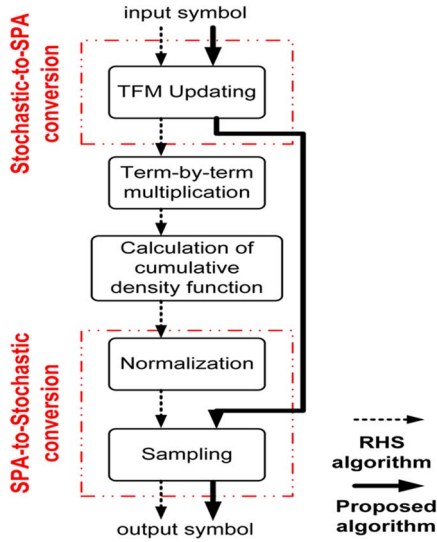 input symbol
Stochastic-to-SPA
conversion
TFM Updating
Term-by-term
multiplication
Calculation of
cumulative
density function
SPA-to-Stochastic
conversion
Normalization
Sampling
output symbol
RHS
algorithm
Proposed
algorithm